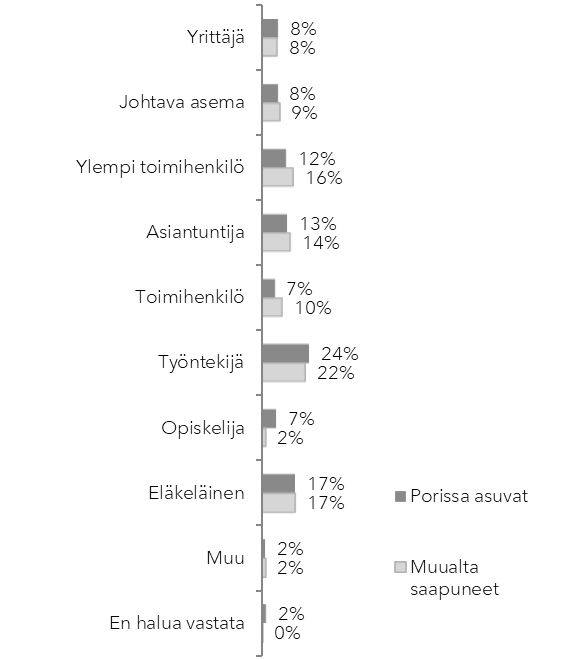 Yrittäjä
8%
8%
Johtava asema
8%
9%
Ylempi toimihenkilö
12%
16%
Asiantuntija
13%
14%
Toimihenkilö
7%
10%
Työntekijä
24%
22%
Opiskelija
7%
2%
Eläkeläinen
17%
17%
Muu
2%
2%
En halua vastata
2%
0%
Porissa asuvat
Muualta
saapuneet